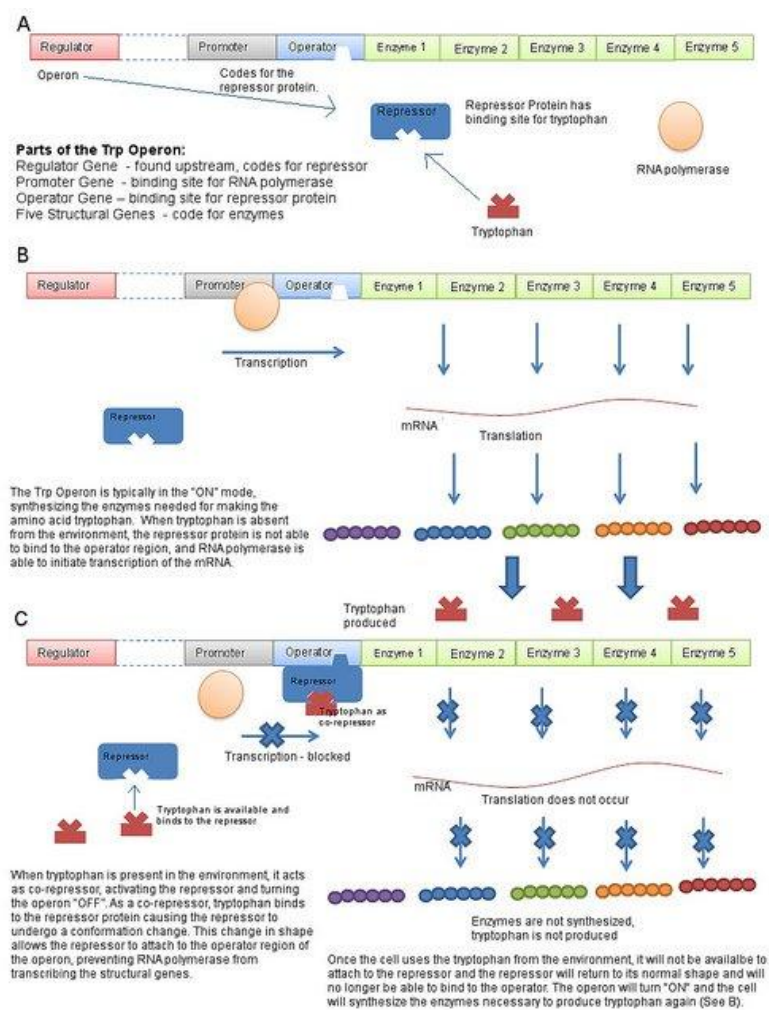 A
Regulator Promoter Operator Enzyme 1 Enzyme 2 Enzyme 3 Enzyme 4 Enzyme 5
Operon
Codes for the
repressor protein.
Repressor
Repressor Protein has
binding site for tryptophan
RNA polymerase
Tryptophan
Parts of the Trp Operon:
Regulator Gene - found upstream, codes for repressor
Promoter Gene - binding site for RNA polymerase
Operator Gene – binding site for repressor protein
Five Structural Genes - code for enzymes
B
Regulator Promoter Operator Enzyme 1 Enzyme 2 Enzyme 3 Enzyme 4 Enzyme 5
Transcription
Repressor
mRNA
Translation
The Trp Operon is typically in the "ON" mode,
synthesizing the enzymes needed for making the
amino acid tryptophan. When tryptophan is absent
from the environment, the repressor protein is not able
to bind to the operator region, and RNA polymerase is
able to initiate transcription of the mRNA.
Tryptophan
produced
C
Regulator Promoter Operator Enzyme 1 Enzyme 2 Enzyme 3 Enzyme 4 Enzyme 5
Repressor
Tryptophan as
co-repressor
Transcription - blocked
Repressor
Tryptophan is available and
binds to the repressor
mRNA
Translation does not occur
When tryptophan is present in the environment, it acts
as co-repressor, activating the repressor and turning
the operon "OFF". As a co-repressor, tryptophan binds
to the repressor protein causing the repressor to
undergo a conformation change. This change in shape
allows the repressor to attach to the operator region of
the operon, preventing RNA polymerase from
transcribing the structural genes.
Enzymes are not synthesized,
tryptophan is not produced
Once the cell uses the tryptophan from the environment, it will not be availalbe to
attach to the repressor and the repressor will return to its normal shape and will
no longer be able to bind to the operator. The operon will turn "ON" and the cell
will synthesize the enzymes necessary to produce tryptophan again (See B).